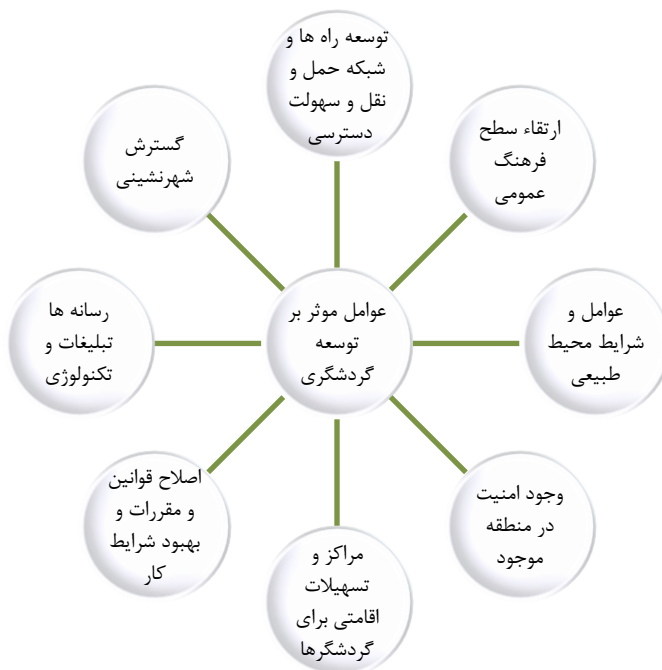 توسعه راه ها و
شبکه حمل و
نقل و سهولت
دسترسی
ارتقاء سطح
فرهنگ
عمومی
عوامل و
شرایط محیط
طبیعی
وجود امنیت
در منطقه
موجود
مراکز و
تسهیلات
اقامتی برای
گردشگرها
اصلاح قوانین
و مقررات و
بهبود شرایط
کار
رسانه ها
تبلیغات و
تکنولوژی
گسترش
شهرنشینی
عوامل موثر بر
توسعه
گردشگری